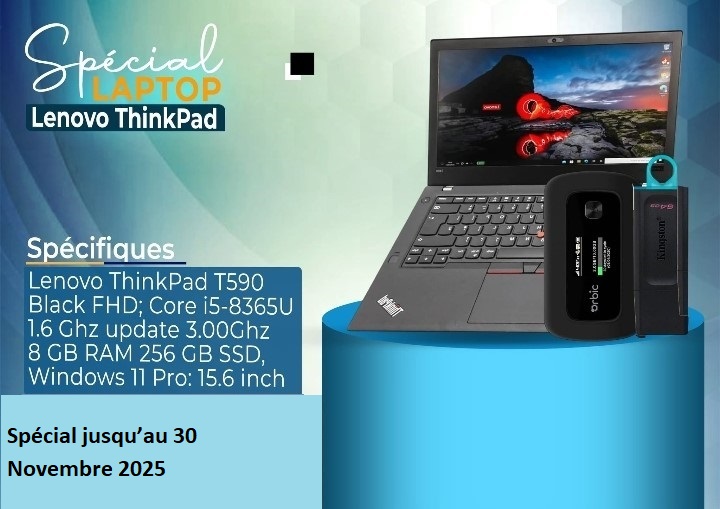 Spécial
LAPTOP
Lenovo ThinkPad
Spécifiques
Lenovo ThinkPad T590
Black FHD; Core i5-8365U
1.6 Ghz update 3.00Ghz
8 GB RAM 256 GB SSD,
Windows 11 Pro: 15.6 inch
Spécial jusqu’au 30
Novembre 2025
ThinkPad
orbic
Kingston
64GB